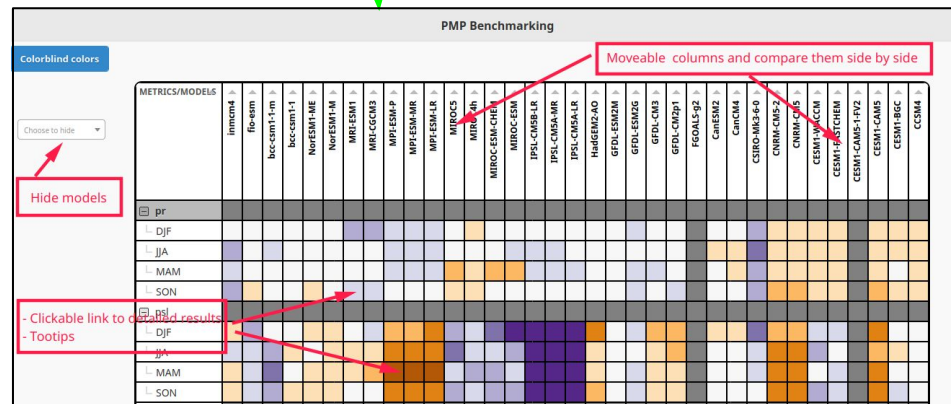 PMP Benchmarking
Colorblind colors
Moveable columns and compare them side by side
METRICS/MODELS
inmcm4
fio-esm
bcc-csm1-1-m
bcc-csm1-1
NorESM1-ME
NorESM1-M
MRI-ESM1
MRI-CGCM3
MPI-ESM-P
MPI-ESM-MR
MPI-ESM-LR
MIROC5
MIROC4h
MIROC-ESM-CHEM
MIROC-ESM
IPSL-CM5B-LR
IPSL-CM5A-MR
IPSL-CM5A-LR
HadGEM2-AO
GFDL-ESM2M
GFDL-ESM2G
GFDL-CM3
GFDL-CM2p1
FGOALS-g2
CanESM2
CanCM4
CSIRO-Mk3-6-0
CNRM-CM5-2
CNRM-CM5
CESM1-WACCM
CESM1-FASTCHEM
CESM1-CAM5-1-FV2
CESM1-CAM5
CESM1-BGC
CCSM4
Choose to hide
Hide models
pr
DJF
JJA
MAM
SON
psl
- Clickable link to detailed results
- Tootips
DJF
JJA
MAM
SON